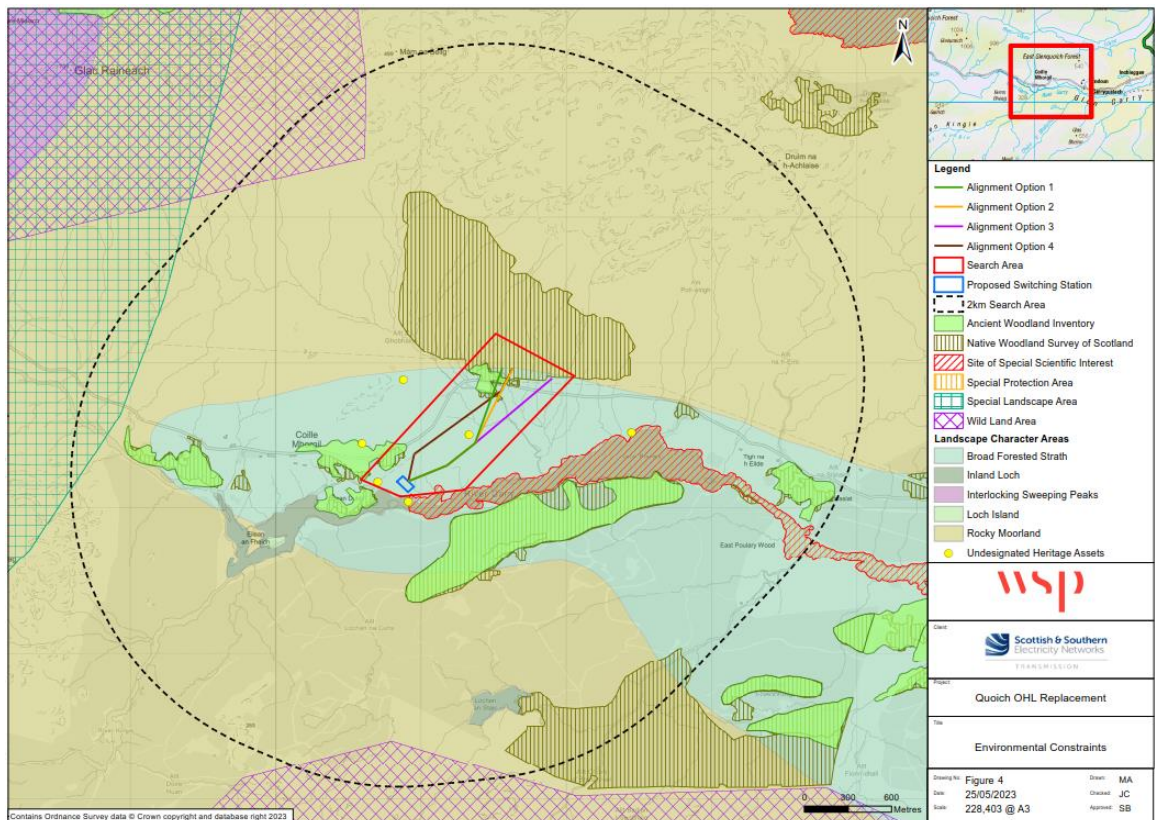 Glac Raineach
Druim na
h-Achlaise
Coille
Mhorgil
Eilean
an Fheidh
Tigh na
h Eilde
East Poulary Wood
N
0 300 600
Metres
Contains Ordnance Survey data © Crown copyright and database right 2023
East Glenquoich Forest
Legend
Alignment Option 1
Alignment Option 2
Alignment Option 3
Alignment Option 4
Search Area
Proposed Switching Station
2km Search Area
Ancient Woodland Inventory
Native Woodland Survey of Scotland
Site of Special Scientific Interest
Special Protection Area
Special Landscape Area
Wild Land Area
Landscape Character Areas
Broad Forested Strath
Inland Loch
Interlocking Sweeping Peaks
Loch Island
Rocky Moorland
Undesignated Heritage Assets
wsp
Client
Scottish & Southern
Electricity Networks
TRANSMISSION
Project
Quoich OHL Replacement
Title
Environmental Constraints
Drawing No: Figure 4 Drawn: MA
Date: 25/05/2023 Checked: JC
Scale: 228,403 @ A3 Approved: SB